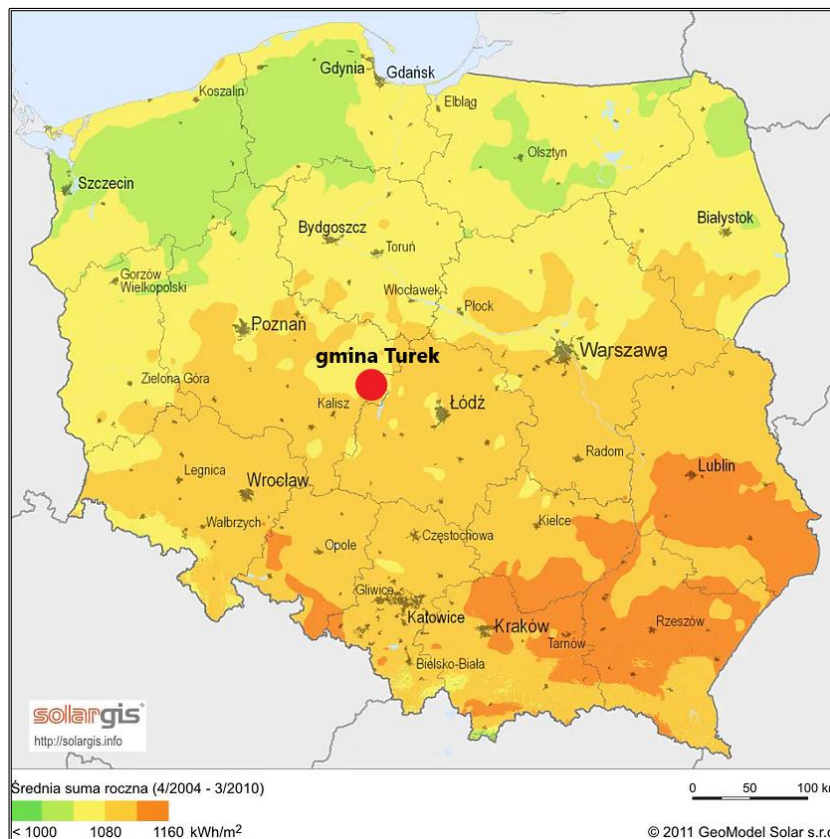 Gdynia
Gdańsk
Koszalin
Elbląg
Olsztyn
Szczecin
Białystok
Bydgoszcz
Toruń
Gorzów
Wielkopolski
Włocławek
Płock
Poznań
Warszawa
gmina Turek
Zielona Góra
Kalisz
Łódź
Radom
Lublin
Legnica
Wrocław
Wałbrzych
Częstochowa
Kielce
Opole
Gliwice
Katowice
Kraków
Rzeszów
Tarnów
Bielsko-Biała
solargis
http://solargis.info
Średnia suma roczna (4/2004 - 3/2010)
0 50 100 km
< 1000 1080 1160 kWh/m²
© 2011 GeoModel Solar s.r.o